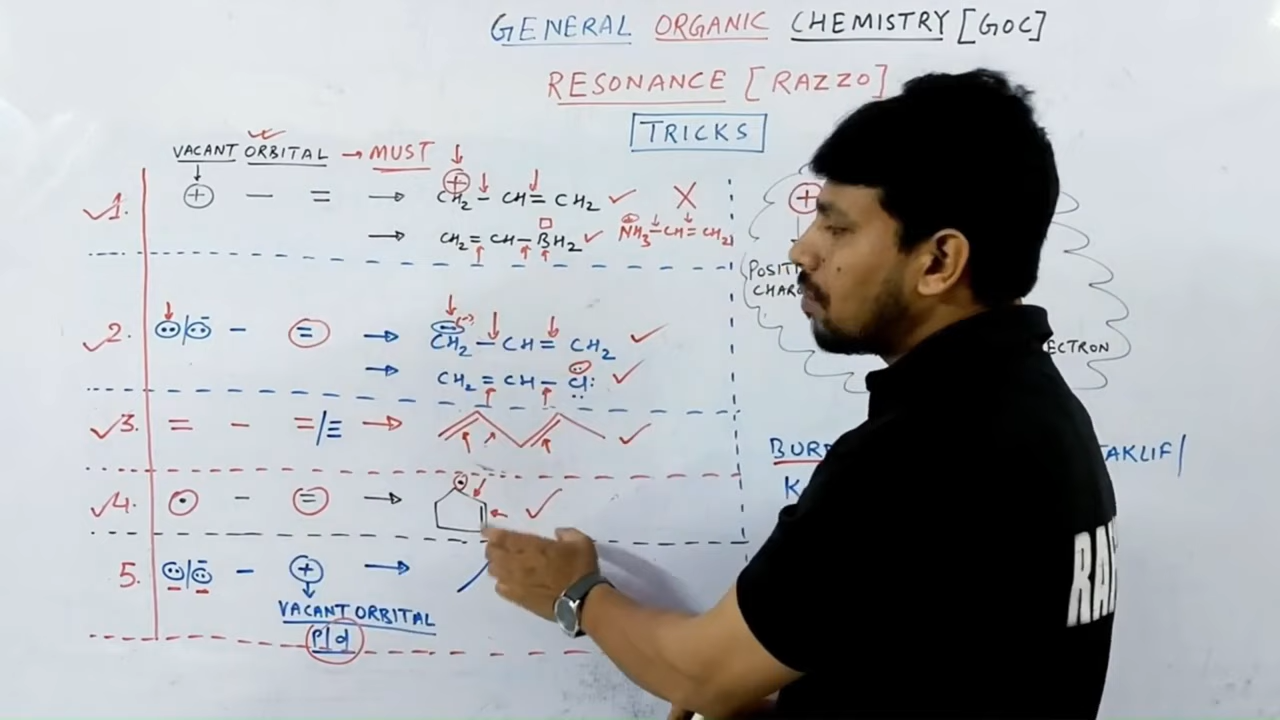 GENERAL ORGANIC CHEMISTRY [GOC]
RESONANCE [RAZZO]
TRICKS
VACANT ORBITAL → MUST
1. ⊕ — = → CH₂ — CH = CH₂ ✓ X
→ CH₂ = CH — BH₂ ✓ NH₃ — CH = CH₂
2. ••/•• – = → CH₂ — CH = CH₂ ✓
→ CH₂ = CH — Cl: ✓
3. = – =/≡ → ✓
4. • – = → ✓
5. ••/•• – ⊕ →
VACANT ORBITAL
P/d
⊕
POSITI
CHAR
ECTRON
BUR
TAKLIF/
K
RA